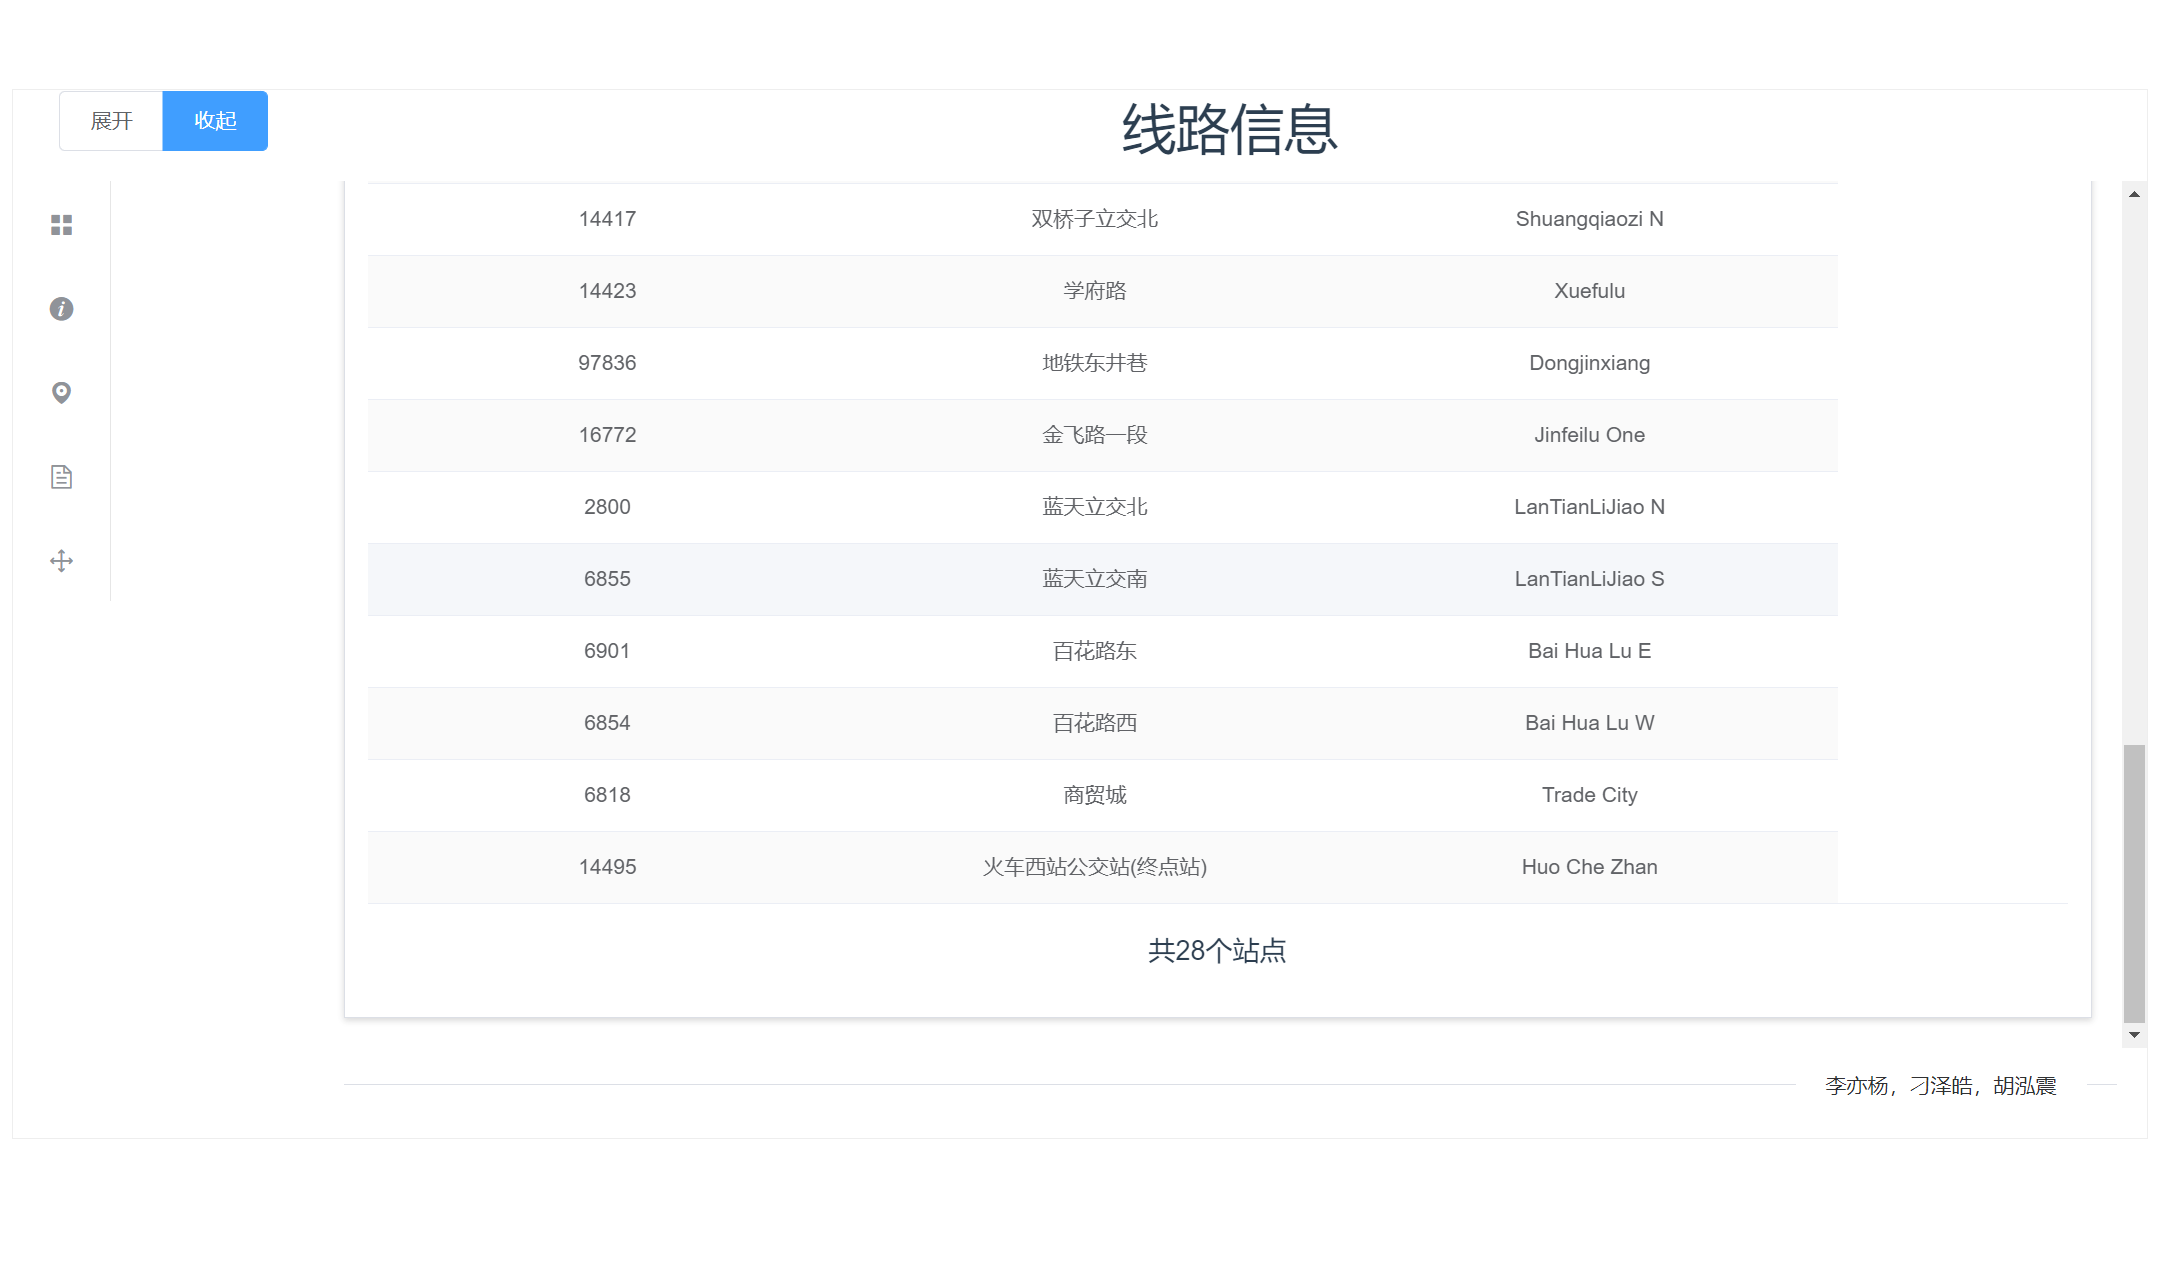 展开 收起 线路信息
14417 双桥子立交北 Shuangqiaozi N
14423 学府路 Xuefulu
97836 地铁东井巷 Dongjinxiang
16772 金飞路一段 Jinfeilu One
2800 蓝天立交北 LanTianLiJiao N
6855 蓝天立交南 LanTianLiJiao S
6901 百花路东 Bai Hua Lu E
6854 百花路西 Bai Hua Lu W
6818 商贸城 Trade City
14495 火车西站公交站(终点站) Huo Che Zhan
共28个站点
李亦杨，刁泽皓，胡泓震